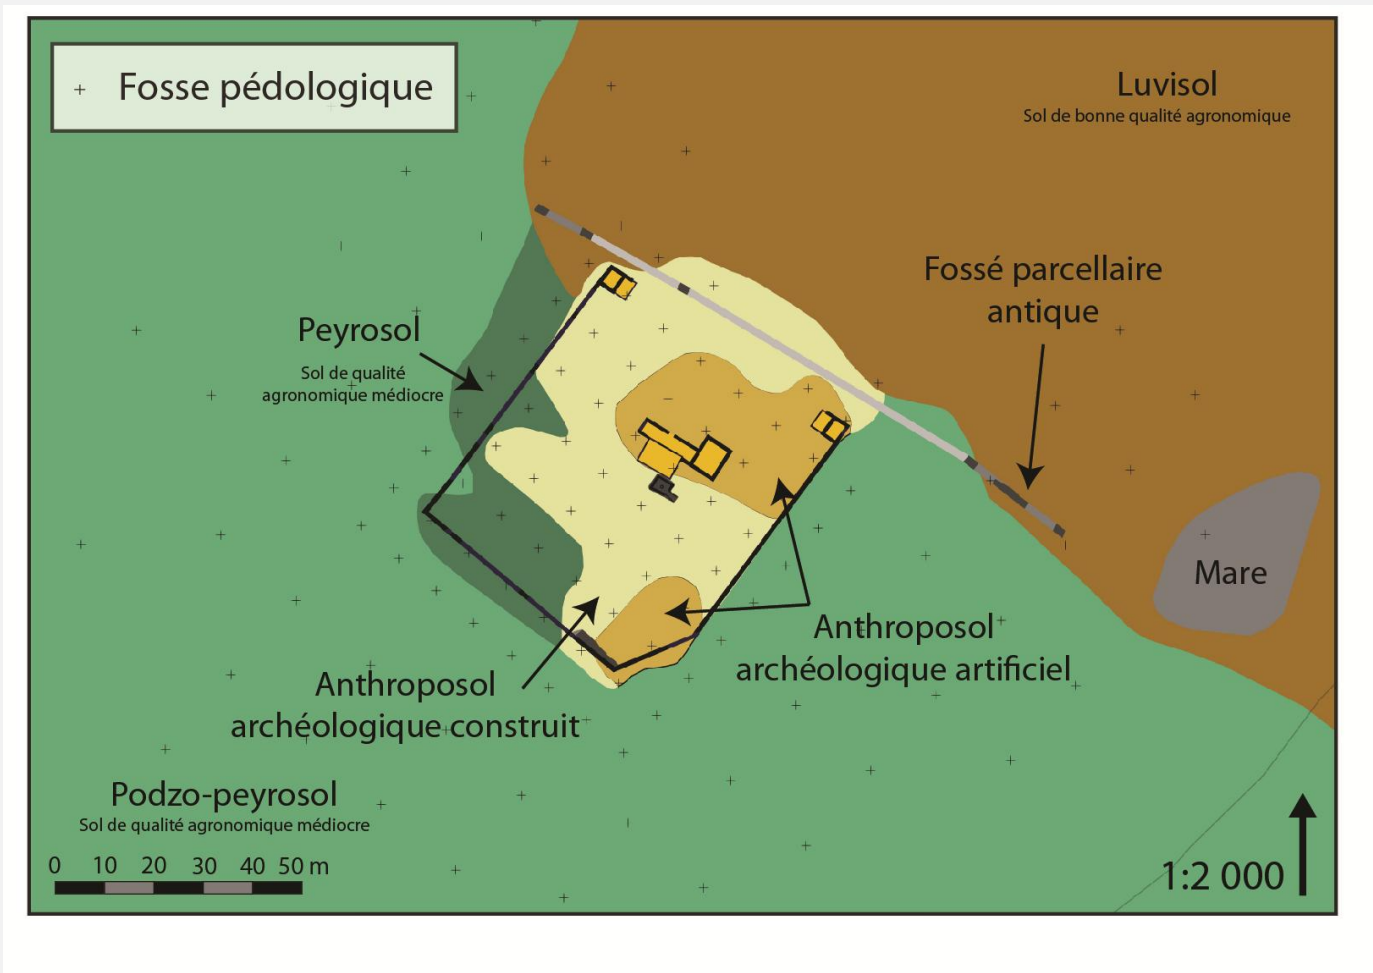 Fosse pédologique
Luvisol
Sol de bonne qualité agronomique
Fossé parcellaire
antique
Peyrosol
Sol de qualité
agronomique médiocre
Mare
Anthroposol
archéologique artificiel
Anthroposol
archéologique construit
Podzo-peyrosol
Sol de qualité agronomique médiocre
0 10 20 30 40 50 m
1:2 000